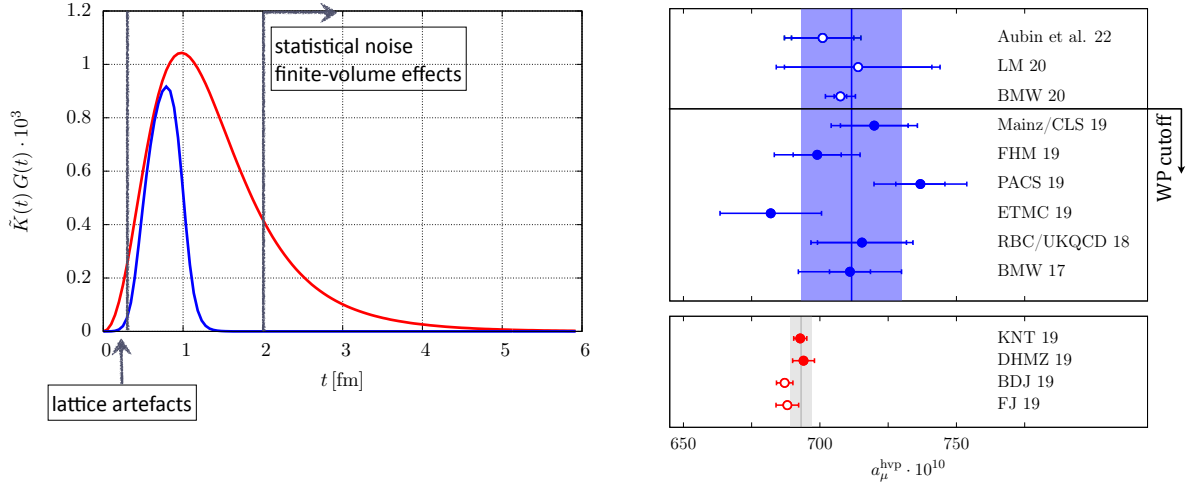 1.2
1
0.8
0.6
0.4
0.2
0
K̃(t) G(t) · 10³
statistical noise
finite-volume effects
0 1 2 3 4 5 6
t [fm]
lattice artefacts
Aubin et al. 22
LM 20
BMW 20
Mainz/CLS 19
FHM 19
PACS 19
ETMC 19
RBC/UKQCD 18
BMW 17
WP cutoff
KNT 19
DHMZ 19
BDJ 19
FJ 19
650 700 750
a_μ^hvp · 10¹⁰